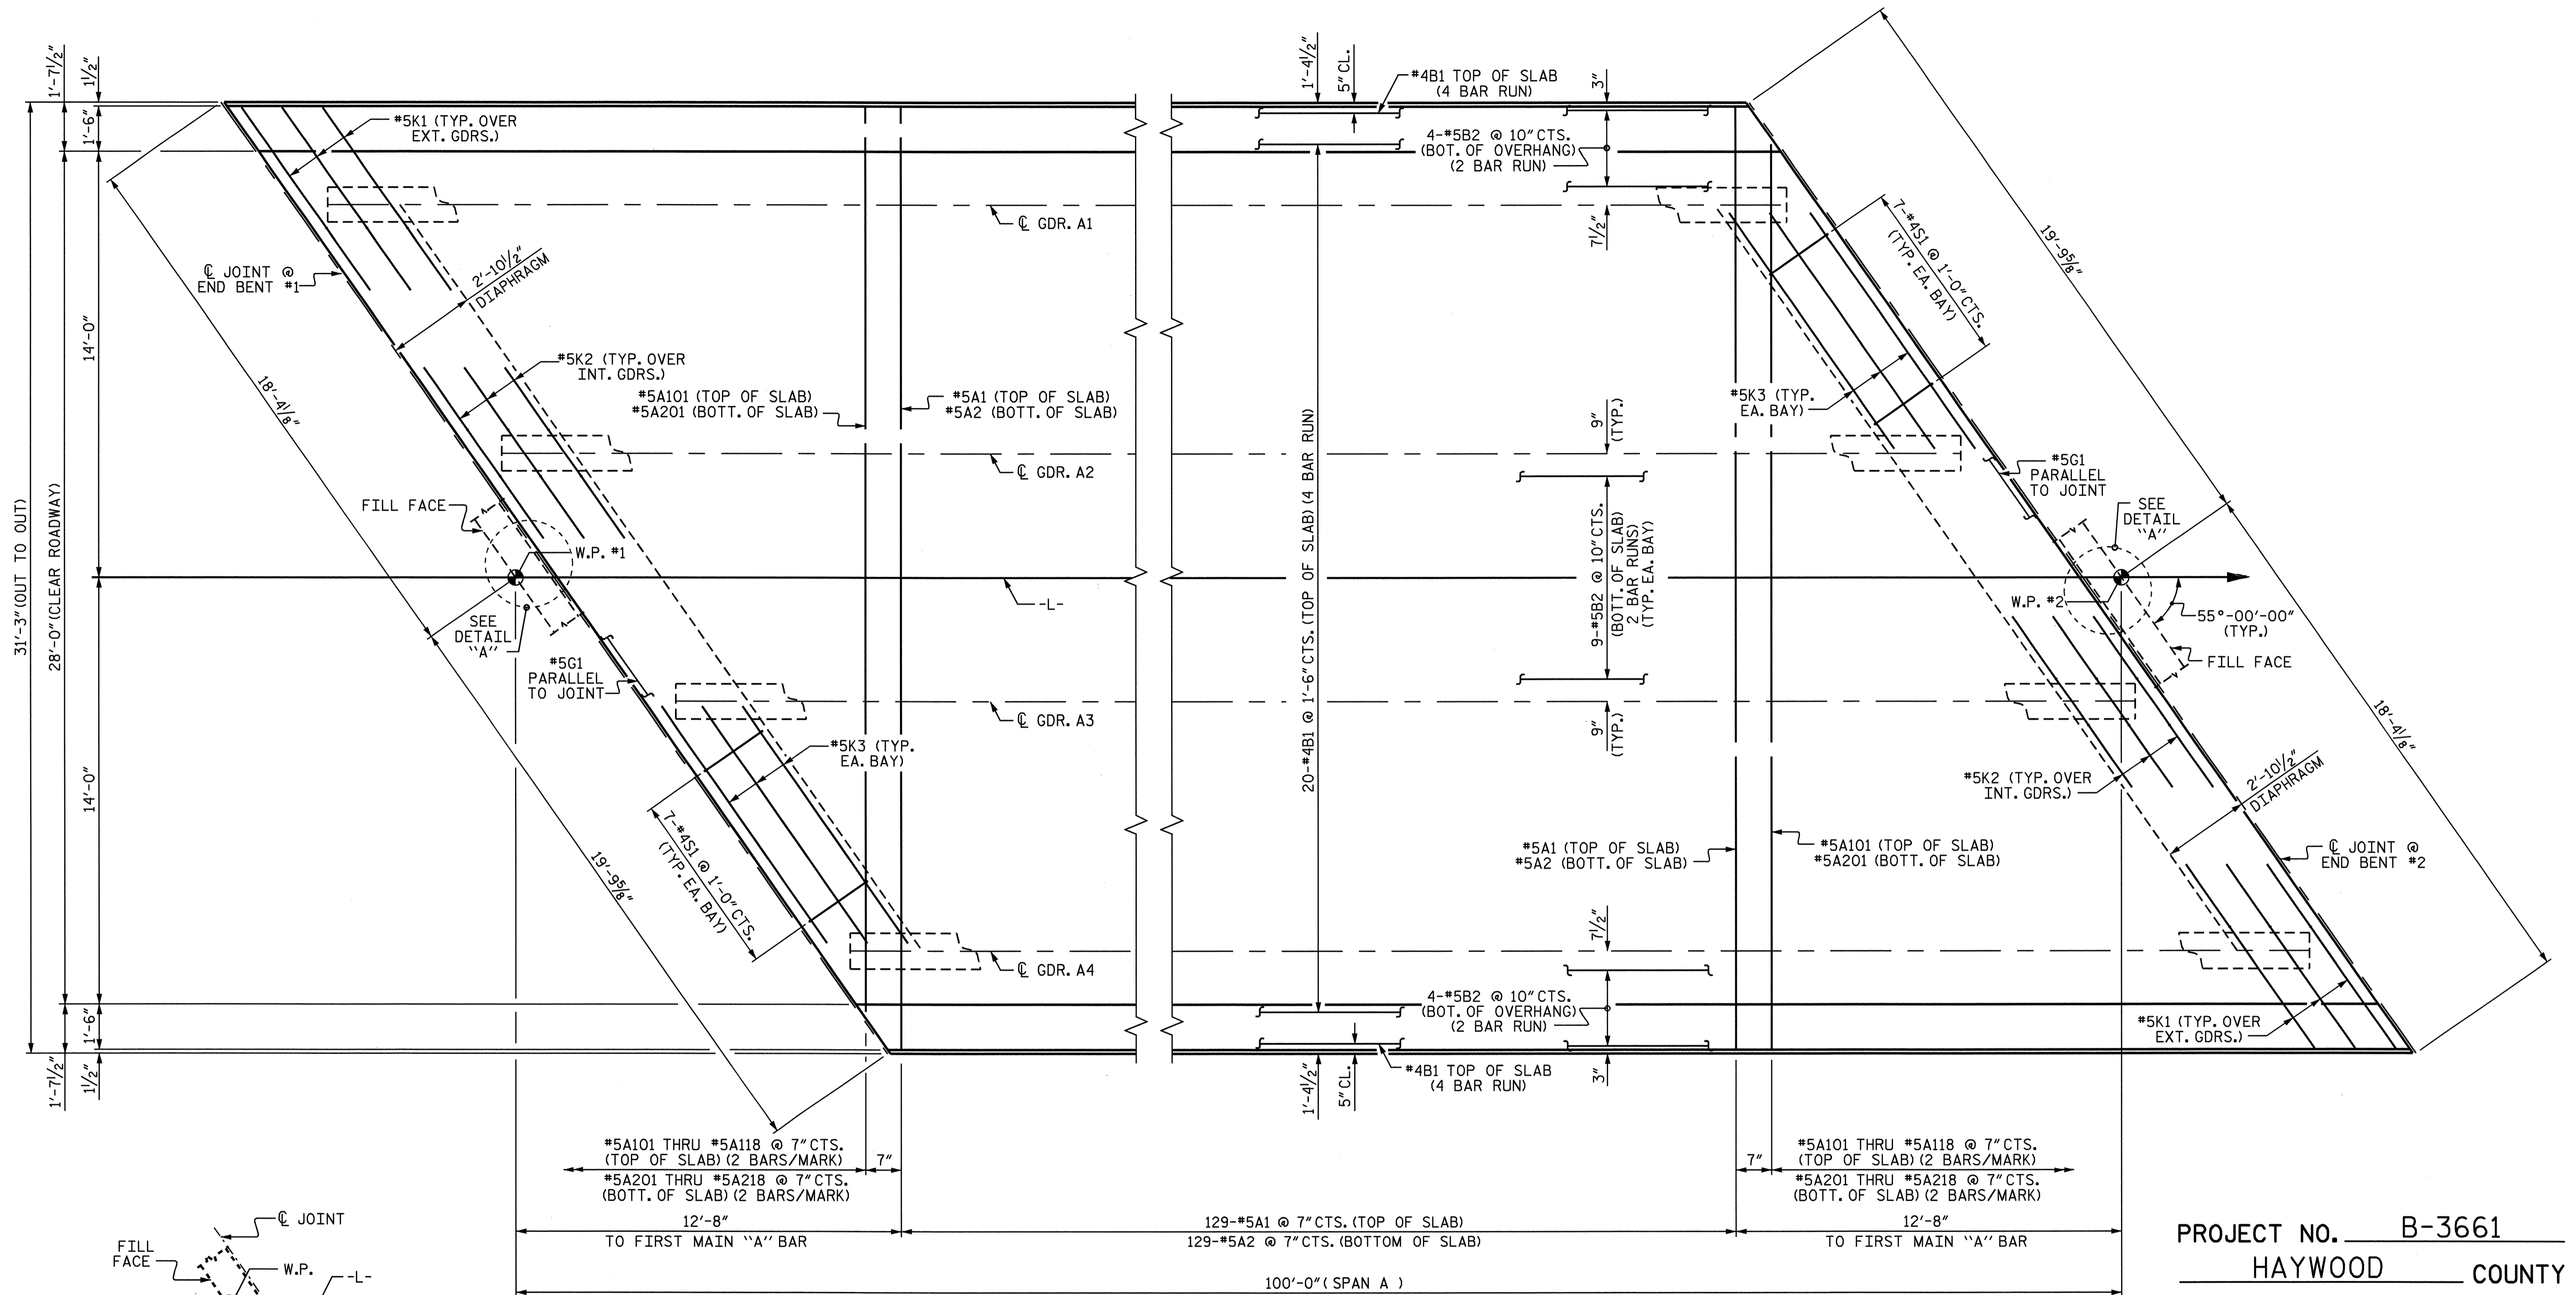 1'-7½"
1½"
1'-6"
14'-0"
31'-3" (OUT TO OUT)
28'-0" (CLEAR ROADWAY)
14'-0"
1'-6"
1'-7½"
1½"
#5K1 (TYP. OVER
EXT. GDRS.)
℄ JOINT @
END BENT #1
2'-10½"
DIAPHRAGM
18'-4⅛"
#5K2 (TYP. OVER
INT. GDRS.)
#5A101 (TOP OF SLAB)
#5A201 (BOTT. OF SLAB)
#5A1 (TOP OF SLAB)
#5A2 (BOTT. OF SLAB)
FILL FACE
W.P. #1
SEE
DETAIL
"A"
#5G1
PARALLEL
TO JOINT
#5K3 (TYP.
EA. BAY)
7-#4S1 @ 1'-0" CTS.
(TYP. EA. BAY)
19'-9⅝"
℄ GDR. A1
℄ GDR. A2
-L-
℄ GDR. A3
℄ GDR. A4
1'-4½"
5" CL.
#4B1 TOP OF SLAB
(4 BAR RUN)
4-#5B2 @ 10" CTS.
(BOT. OF OVERHANG)
(2 BAR RUN)
3"
7½"
20-#4B1 @ 1'-6" CTS. (TOP OF SLAB) (4 BAR RUN)
9"
(TYP.)
9-#5B2 @ 10" CTS.
(BOTT. OF SLAB)
2 BAR RUNS)
(TYP. EA. BAY)
9"
(TYP.)
7½"
4-#5B2 @ 10" CTS.
(BOT. OF OVERHANG)
(2 BAR RUN)
#4B1 TOP OF SLAB
(4 BAR RUN)
1'-4½"
5" CL.
3"
7-#4S1 @ 1'-0" CTS.
(TYP. EA. BAY)
19'-9⅝"
#5K3 (TYP.
EA. BAY)
#5G1
PARALLEL
TO JOINT
SEE
DETAIL
"A"
W.P. #2
55°-00'-00"
(TYP.)
FILL FACE
18'-4⅛"
#5K2 (TYP. OVER
INT. GDRS.)
2'-10½"
DIAPHRAGM
#5A1 (TOP OF SLAB)
#5A2 (BOTT. OF SLAB)
#5A101 (TOP OF SLAB)
#5A201 (BOTT. OF SLAB)
℄ JOINT @
END BENT #2
#5K1 (TYP. OVER
EXT. GDRS.)
#5A101 THRU #5A118 @ 7" CTS.
(TOP OF SLAB) (2 BARS/MARK)
#5A201 THRU #5A218 @ 7" CTS.
(BOTT. OF SLAB) (2 BARS/MARK)
7"
7"
#5A101 THRU #5A118 @ 7" CTS.
(TOP OF SLAB) (2 BARS/MARK)
#5A201 THRU #5A218 @ 7" CTS.
(BOTT. OF SLAB) (2 BARS/MARK)
12'-8"
TO FIRST MAIN "A" BAR
129-#5A1 @ 7" CTS. (TOP OF SLAB)
129-#5A2 @ 7" CTS. (BOTTOM OF SLAB)
12'-8"
TO FIRST MAIN "A" BAR
100'-0" ( SPAN A )
℄ JOINT
FILL
FACE
W.P.
-L-
PROJECT NO. B-3661
HAYWOOD COUNTY